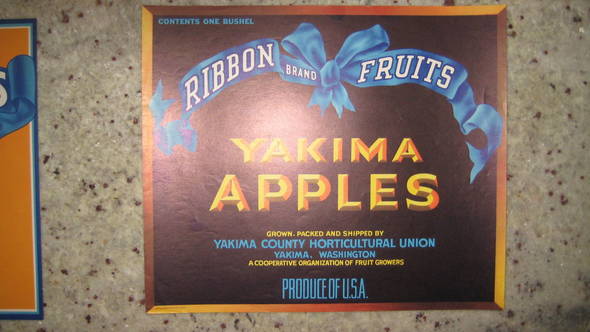 CONTENTS ONE BUSHEL
RIBBON BRAND FRUITS
YAKIMA
APPLES
GROWN, PACKED AND SHIPPED BY
YAKIMA COUNTY HORTICULTURAL UNION
YAKIMA, WASHINGTON
A COOPERATIVE ORGANIZATION OF FRUIT GROWERS
PRODUCE OF U.S.A.
S